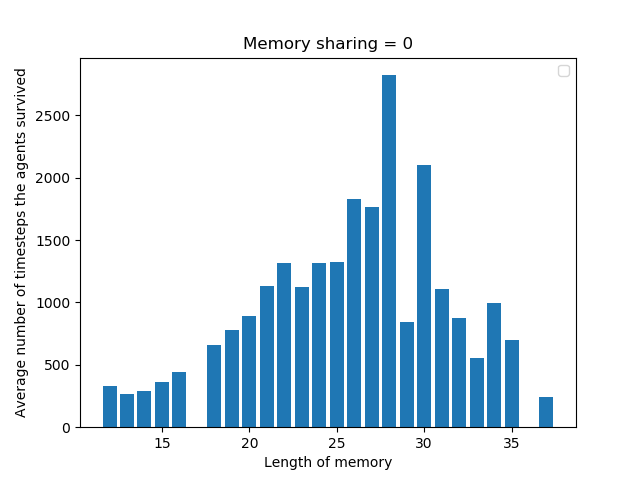 Memory sharing = 0
Average number of timesteps the agents survived
2500
2000
1500
1000
500
0
15 20 25 30 35
Length of memory